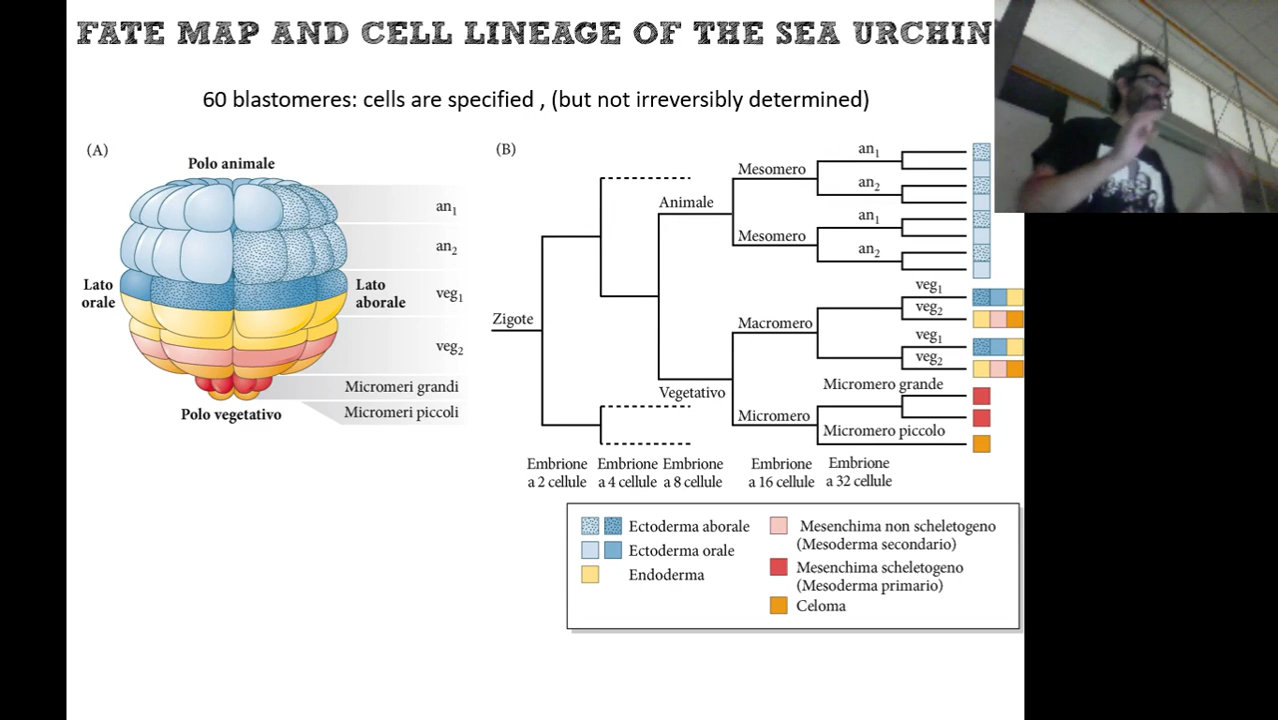 FATE MAP AND CELL LINEAGE OF THE SEA URCHIN
60 blastomeres: cells are specified , (but not irreversibly determined)
(A)
Polo animale
an1
an2
Lato
orale
Lato
aborale
veg1
veg2
Micromeri grandi
Micromeri piccoli
Polo vegetativo
(B)
an1
Mesomero
an2
Animale
an1
Mesomero
an2
veg1
veg2
Zigote
Macromero
veg1
veg2
Vegetativo
Micromero grande
Micromero
Micromero piccolo
Embrione
a 2 cellule
Embrione
a 4 cellule
Embrione
a 8 cellule
Embrione
a 16 cellule
Embrione
a 32 cellule
Ectoderma aborale
Ectoderma orale
Endoderma
Mesenchima non scheletogeno
(Mesoderma secondario)
Mesenchima scheletogeno
(Mesoderma primario)
Celoma